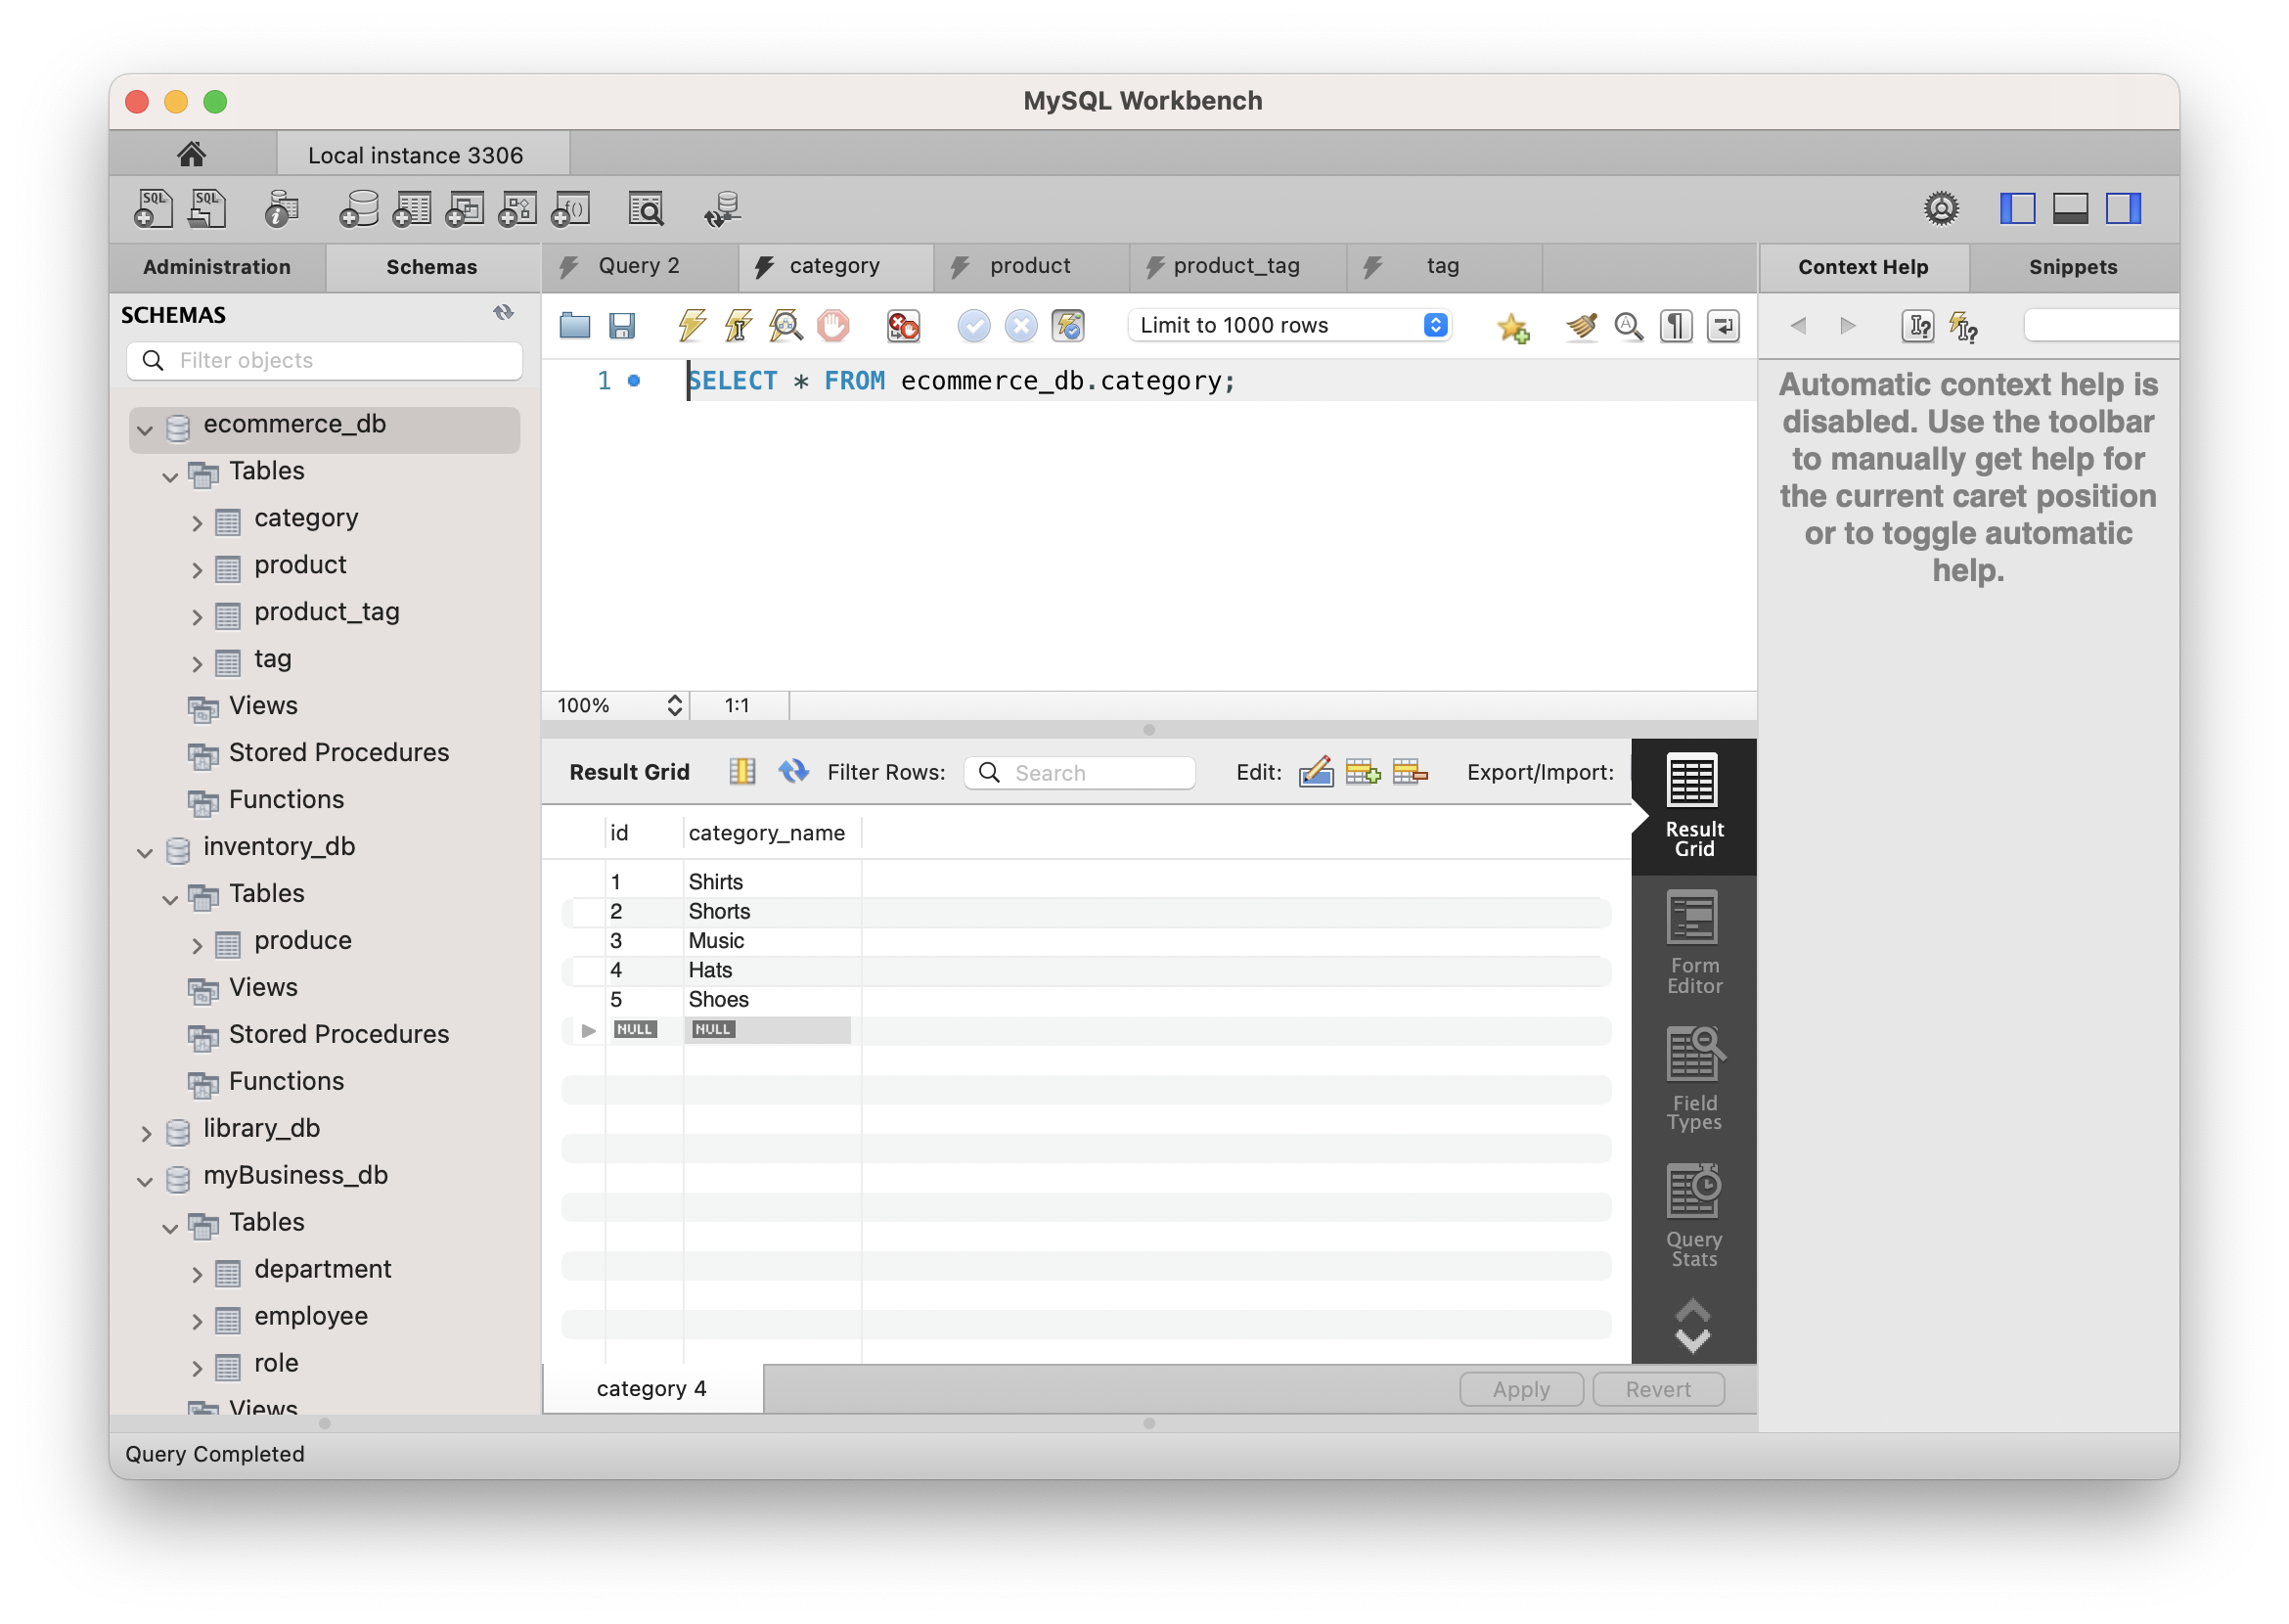 MySQL Workbench
Local instance 3306
SQL
SQL
i
f()
Administration
Schemas
Query 2
category
product
product_tag
tag
Context Help
Snippets
SCHEMAS
Filter objects
Limit to 1000 rows
1
SELECT * FROM ecommerce_db.category;
Automatic context help is
disabled. Use the toolbar
to manually get help for
the current caret position
or to toggle automatic
help.
ecommerce_db
Tables
category
product
product_tag
tag
Views
Stored Procedures
Functions
inventory_db
Tables
produce
Views
Stored Procedures
Functions
library_db
myBusiness_db
Tables
department
employee
role
Views
100%
1:1
Result Grid
Filter Rows:
Search
Edit:
Export/Import:
id category_name
1 Shirts
2 Shorts
3 Music
4 Hats
5 Shoes
NULL NULL
Result
Grid
Form
Editor
Field
Types
Query
Stats
category 4
Apply
Revert
Query Completed